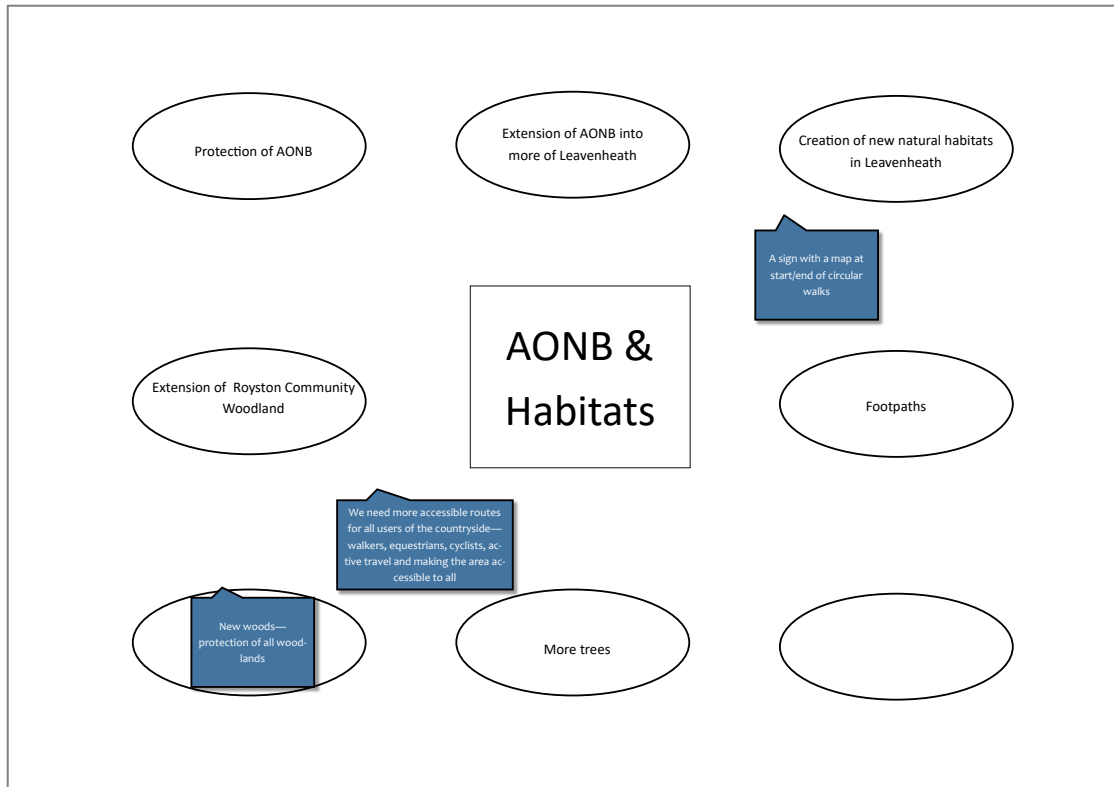 Protection of AONB
Extension of AONB into
more of Leavenheath
Creation of new natural habitats
in Leavenheath
A sign with a map at
start/end of circular
walks
AONB &
Habitats
Extension of  Royston Community
Woodland
Footpaths
We need more accessible routes
for all users of the countryside—
walkers, equestrians, cyclists, ac-
tive travel and making the area ac-
cessible to all
New woods—
protection of all wood-
lands
More trees